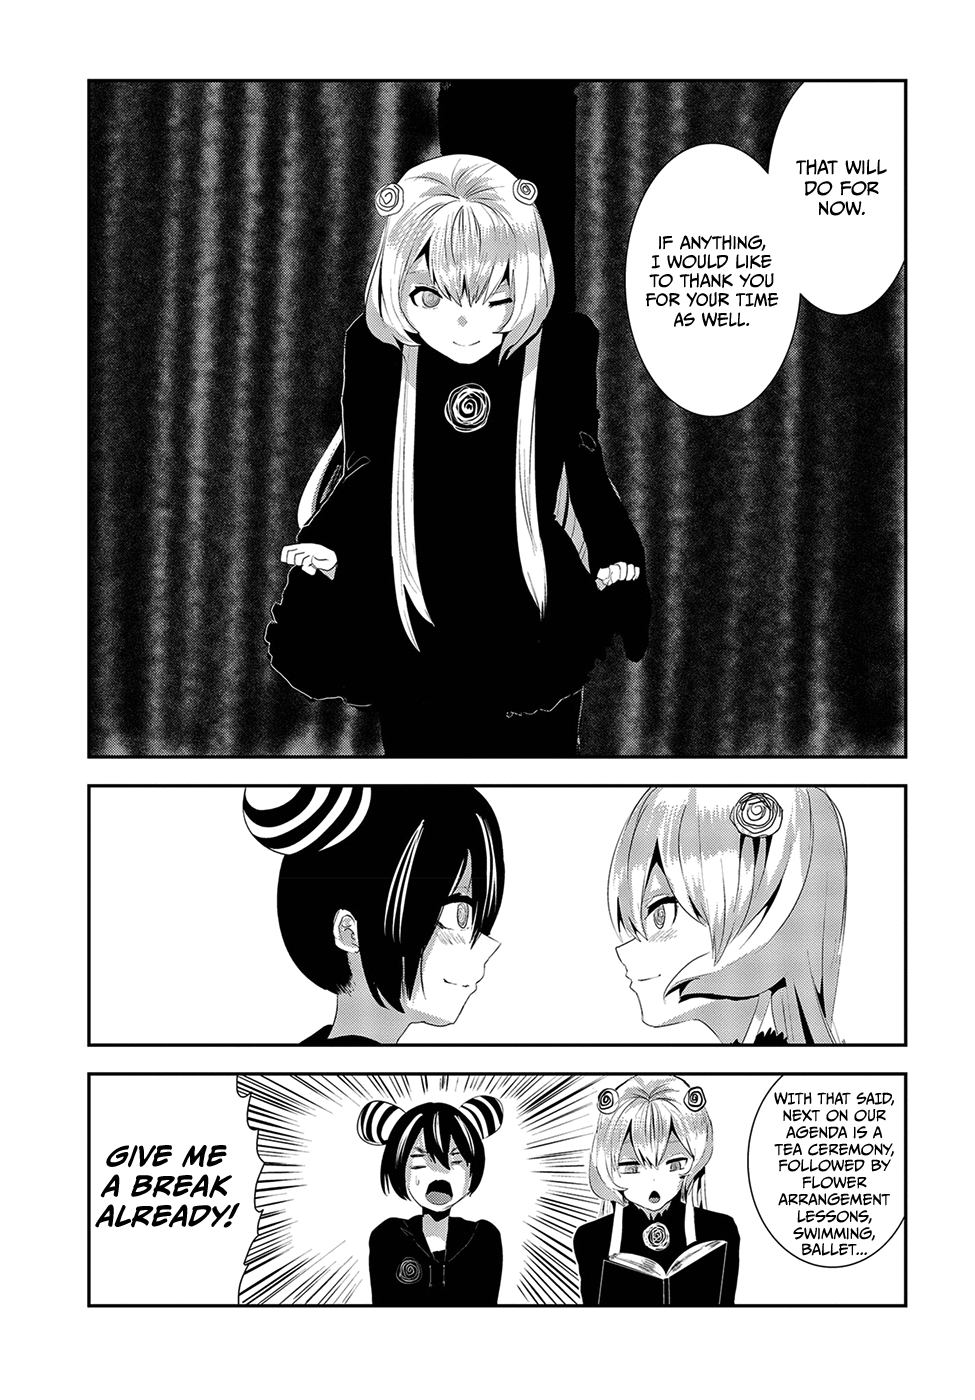 THAT WILL
DO FOR
NOW.
IF ANYTHING,
I WOULD LIKE
TO THANK YOU
FOR YOUR TIME
AS WELL.
WITH THAT SAID,
NEXT ON OUR
AGENDA IS A
TEA CEREMONY,
FOLLOWED BY
FLOWER
ARRANGEMENT
LESSONS,
SWIMMING,
BALLET...
GIVE ME
A BREAK
ALREADY!